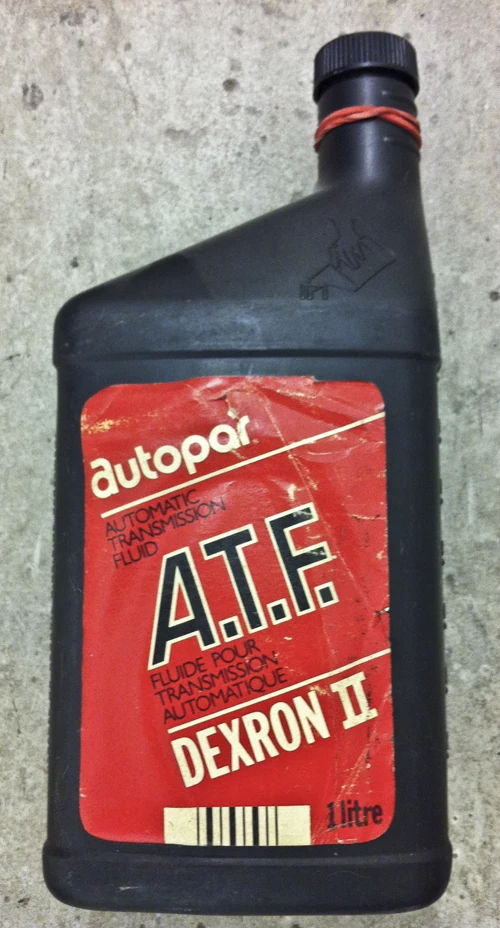 autopar
AUTOMATIC
TRANSMISSION
FLUID
A.T.F.
FLUIDE POUR
TRANSMISSION
AUTOMATIQUE
DEXRON II
1 litre